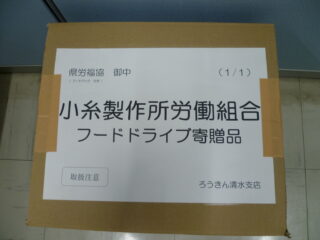 県労福協 御中 （1/1）
小糸製作所労働組合
フードドライブ寄贈品
取扱注意
ろうきん清水支店